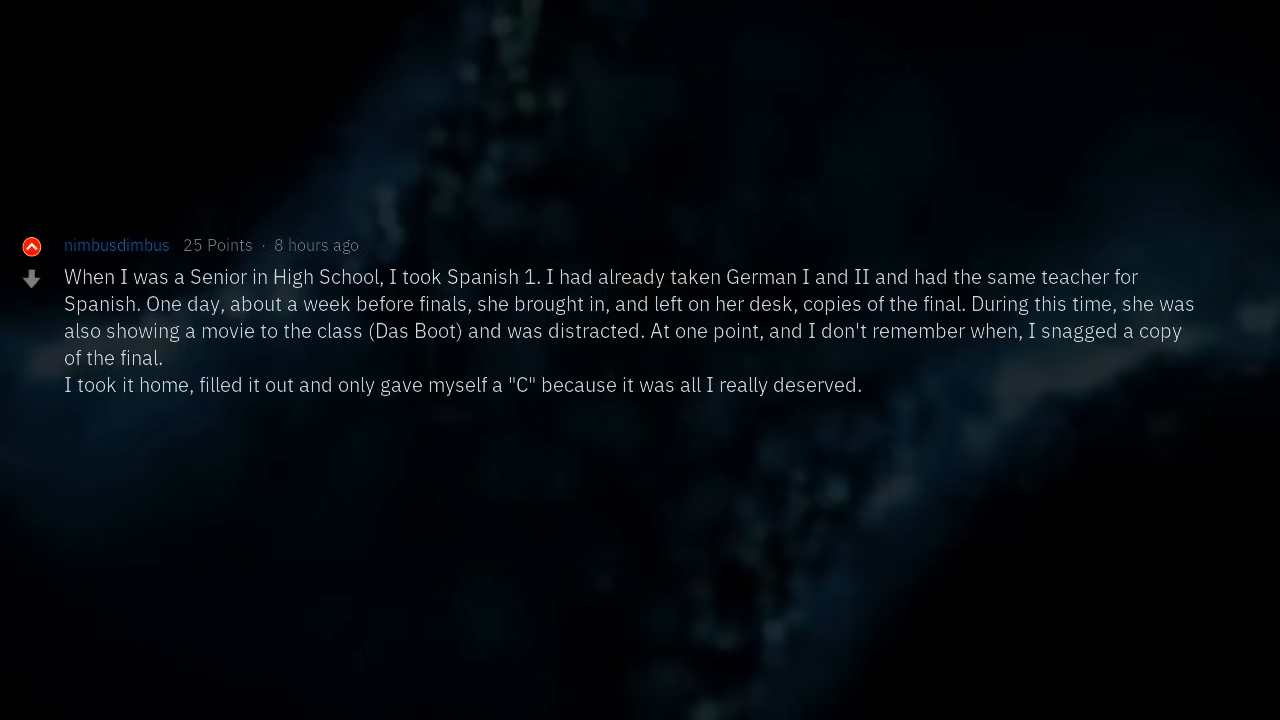 nimbusdimbus 25 Points · 8 hours ago
When I was a Senior in High School, I took Spanish 1. I had already taken German I and II and had the same teacher for
Spanish. One day, about a week before finals, she brought in, and left on her desk, copies of the final. During this time, she was
also showing a movie to the class (Das Boot) and was distracted. At one point, and I don't remember when, I snagged a copy
of the final.
I took it home, filled it out and only gave myself a "C" because it was all I really deserved.